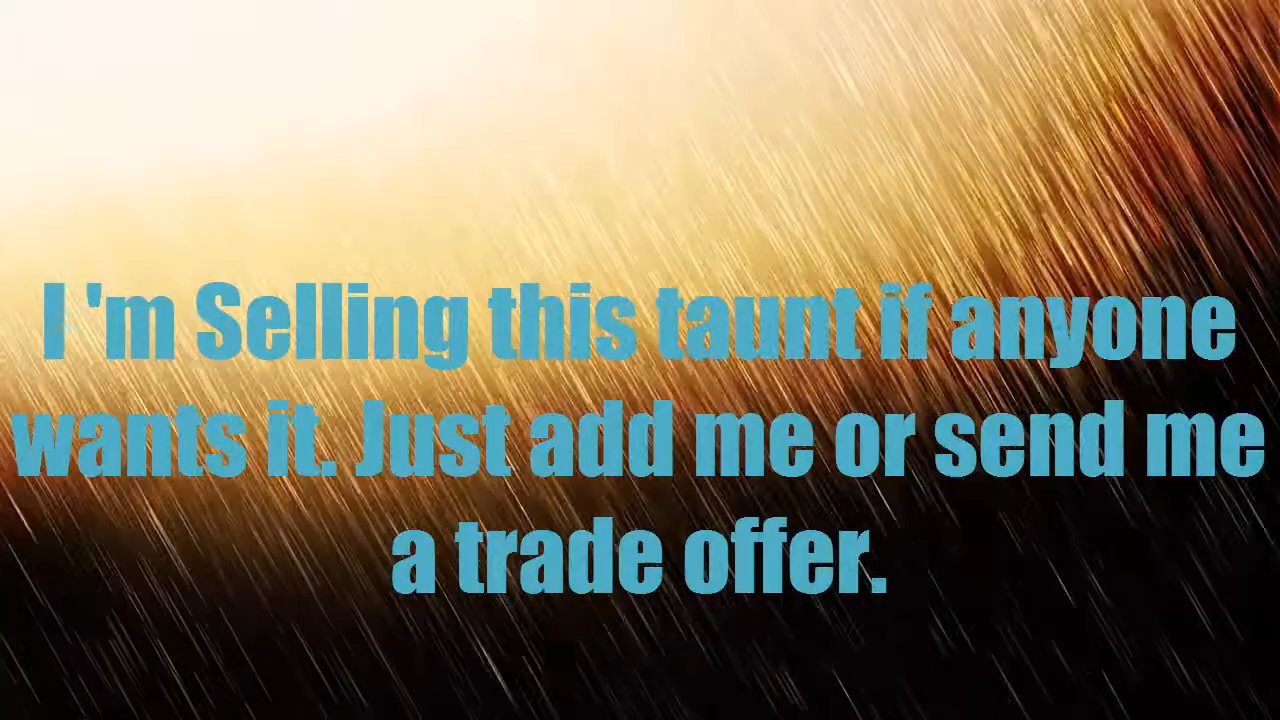 I 'm Selling this taunt if anyone
wants it. Just add me or send me
a trade offer.